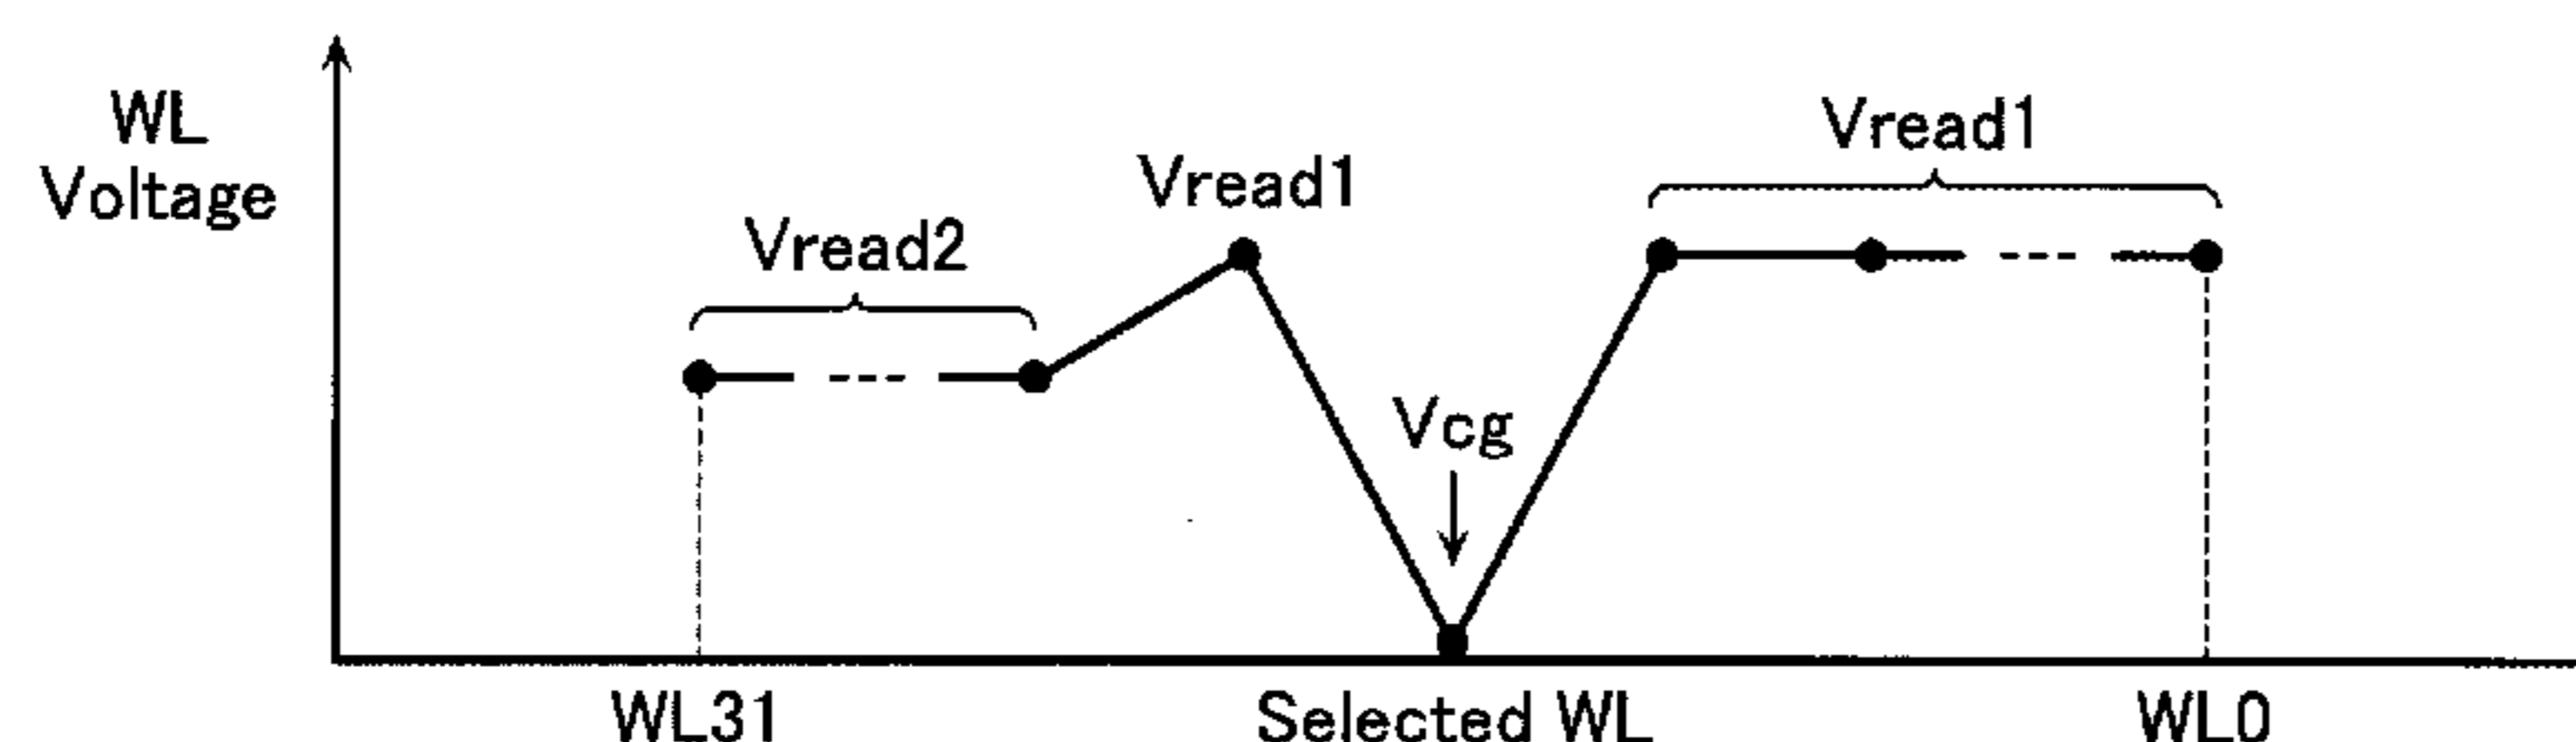 WL
Voltage
Vread2
Vread1
Vread1
Vcg
WL31
Selected WL
WL0